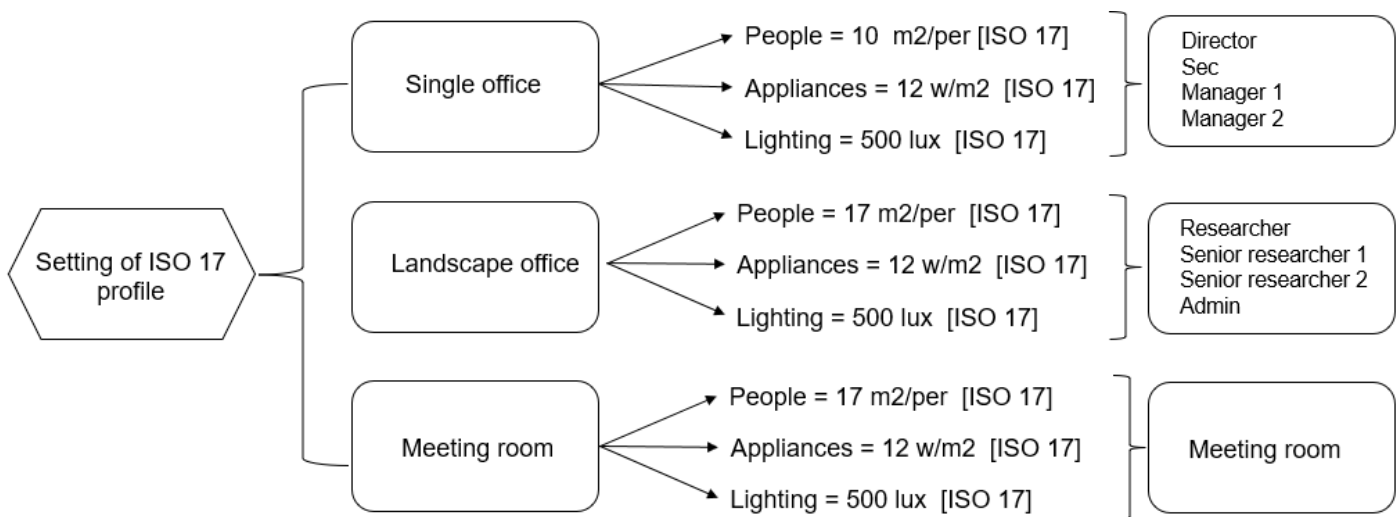 Setting of ISO 17
profile
Single office
People = 10 m2/per [ISO 17]
Appliances = 12 w/m2 [ISO 17]
Lighting = 500 lux [ISO 17]
Director
Sec
Manager 1
Manager 2
Landscape office
People = 17 m2/per [ISO 17]
Appliances = 12 w/m2 [ISO 17]
Lighting = 500 lux [ISO 17]
Researcher
Senior researcher 1
Senior researcher 2
Admin
Meeting room
People = 17 m2/per [ISO 17]
Appliances = 12 w/m2 [ISO 17]
Lighting = 500 lux [ISO 17]
Meeting room